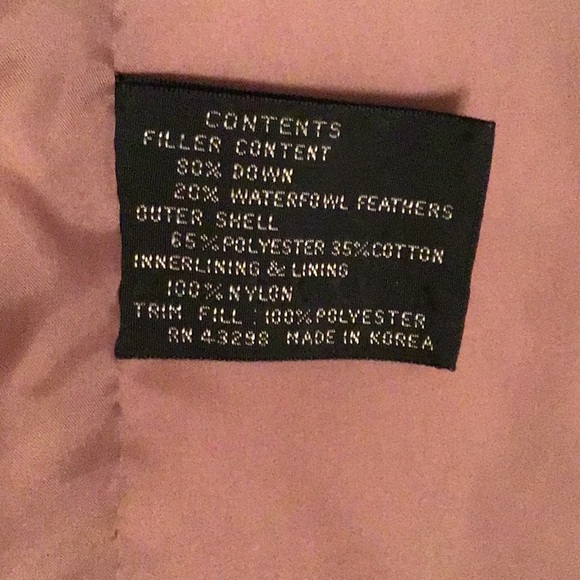 CONTENTS
FILLER CONTENT
80% DOWN
20% WATERFOWL FEATHERS
OUTER SHELL
65% POLYESTER 35% COTTON
INNERLINING & LINING
100% NYLON
TRIM FILL : 100% POLYESTER
RN 43298 MADE IN KOREA